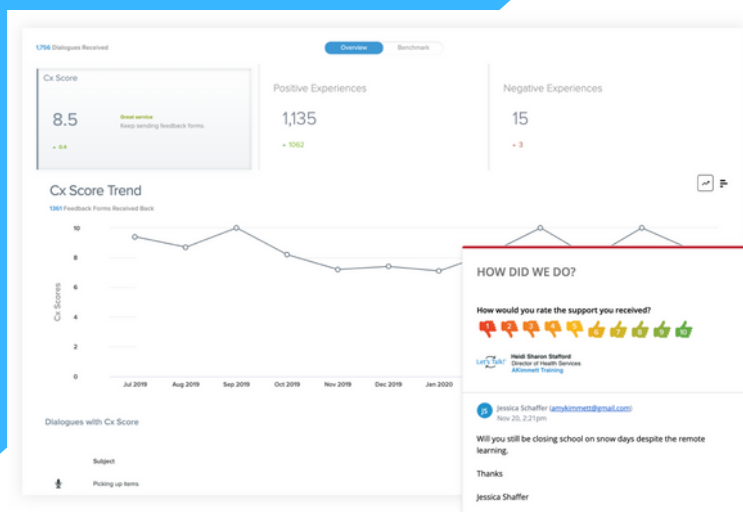 1,756 Dialogues Received
Overview
Benchmark
Cx Score
8.5
Great service
Keep sending feedback forms.
0.4
Positive Experiences
1,135
1062
Negative Experiences
15
3
Cx Score Trend
1361 Feedback Forms Received Back
Cx Scores
10
8
6
4
2
0
Jul 2019
Aug 2019
Sep 2019
Oct 2019
Nov 2019
Dec 2019
Jan 2020
Dialogues with Cx Score
Subject
Picking up items
HOW DID WE DO?
How would you rate the support you received?
1 2 3 4 5 6 7 8 9 10
Let's Talk!
Heidi Sharon Stafford
Director of Health Services
AKimmett Training
JS
Jessica Schaffer (amykimmett@gmail.com)
Nov 20, 2:21pm
Will you still be closing school on snow days despite the remote
learning.
Thanks
Jessica Shaffer